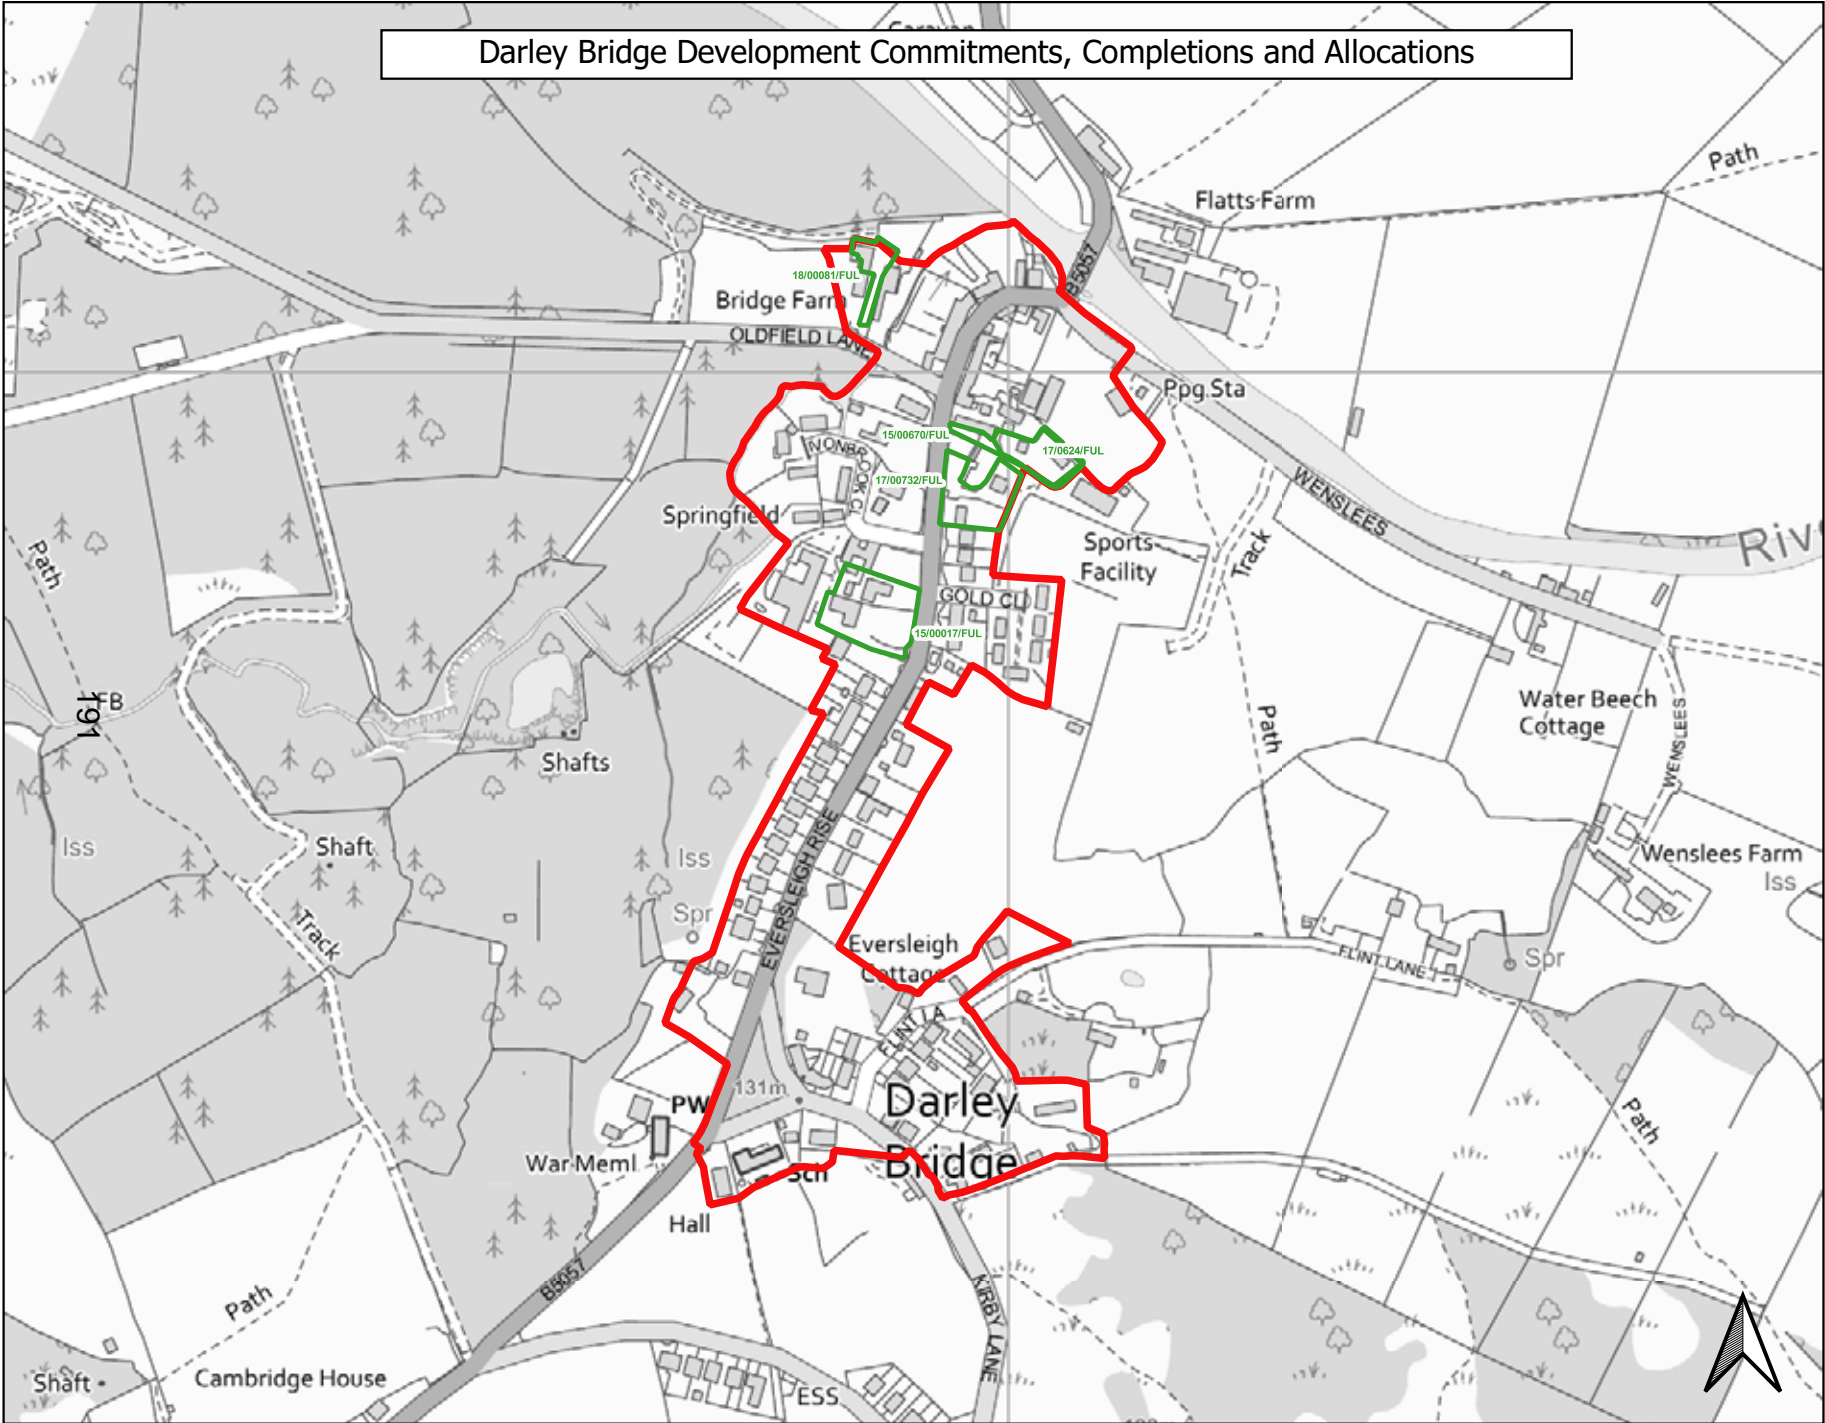 Caravan
Darley Bridge Development Commitments, Completions and Allocations
Path
Flatts Farm
B5057
18/00081/FUL
Bridge Farm
OLDFIELD LANE
Ppg Sta
15/00670/FUL
17/0624/FUL
IVONBROOK CL
17/00732/FUL
WENSLEES
Springfield
Sports
Facility
Track
Path
GOLD CL
15/00017/FUL
FB
191
Path
Water Beech
Cottage
WENSLEES
Shafts
Shaft
Iss
Iss
EVERSLEIGH RISE
Wenslees Farm
Iss
Spr
Track
Eversleigh
Cottage
FLINT LANE
Spr
FLINT LA
131m
PW
Darley
Bridge
Path
War Meml
Sch
Hall
B5057
KIRBY LANE
Path
Shaft
Cambridge House
ESS